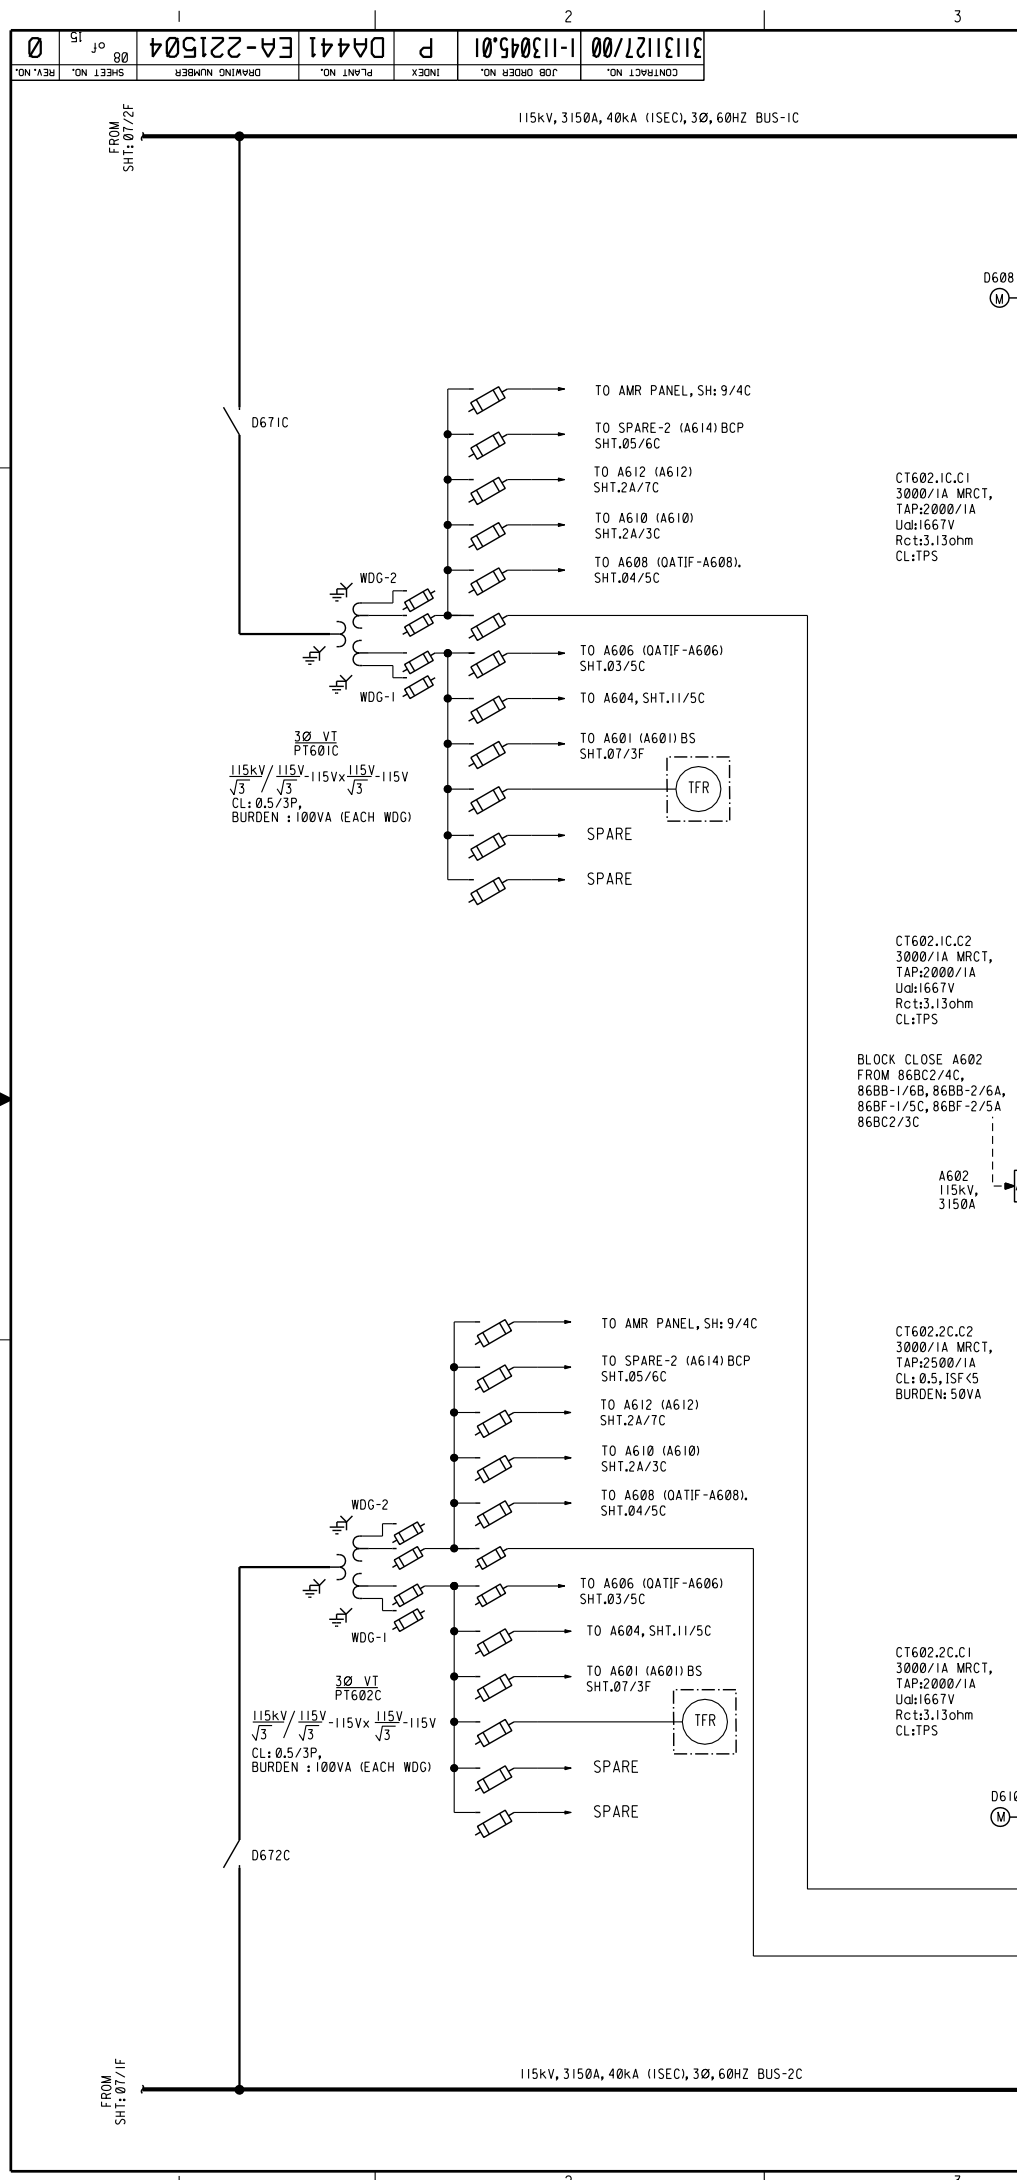 1
2
3
CONTRACT NO.
31131127/00
JOB ORDER NO.
1-113045.01
INDEX
P
PLANT NO.
DA441
DRAWING NUMBER
EA-221504
SHEET NO.
08 of 15
REV. NO.
0
FROM
SHT:07/2F
115kV, 3150A, 40kA (1SEC), 3Ø, 60HZ BUS-1C
D608
M
D671C
TO AMR PANEL, SH: 9/4C
TO SPARE-2 (A614) BCP
SHT.05/6C
TO A612 (A612)
SHT.2A/7C
TO A610 (A610)
SHT.2A/3C
TO A608 (QATIF-A608).
SHT.04/5C
WDG-2
TO A606 (QATIF-A606)
SHT.03/5C
WDG-1
TO A604, SHT.11/5C
TO A601 (A601) BS
SHT.07/3F
TFR
SPARE
SPARE
3Ø VT
PT601C
115kV/√3 / 115V/√3 -115Vx 115V/√3 -115V
CL: 0.5/3P,
BURDEN : 100VA (EACH WDG)
CT602.1C.C1
3000/1A MRCT,
TAP:2000/1A
Ual:1667V
Rct:3.13ohm
CL:TPS
CT602.1C.C2
3000/1A MRCT,
TAP:2000/1A
Ual:1667V
Rct:3.13ohm
CL:TPS
BLOCK CLOSE A602
FROM 86BC2/4C,
86BB-1/6B, 86BB-2/6A,
86BF-1/5C, 86BF-2/5A
86BC2/3C
A602
115kV,
3150A
TO AMR PANEL, SH: 9/4C
TO SPARE-2 (A614) BCP
SHT.05/6C
TO A612 (A612)
SHT.2A/7C
TO A610 (A610)
SHT.2A/3C
TO A608 (QATIF-A608).
SHT.04/5C
WDG-2
TO A606 (QATIF-A606)
SHT.03/5C
WDG-1
TO A604, SHT.11/5C
TO A601 (A601) BS
SHT.07/3F
TFR
SPARE
SPARE
3Ø VT
PT602C
115kV/√3 / 115V/√3 -115Vx 115V/√3 -115V
CL: 0.5/3P,
BURDEN : 100VA (EACH WDG)
CT602.2C.C2
3000/1A MRCT,
TAP:2500/1A
CL: 0.5, ISF<5
BURDEN: 50VA
CT602.2C.C1
3000/1A MRCT,
TAP:2000/1A
Ual:1667V
Rct:3.13ohm
CL:TPS
D610
M
D672C
FROM
SHT:07/1F
115kV, 3150A, 40kA (1SEC), 3Ø, 60HZ BUS-2C